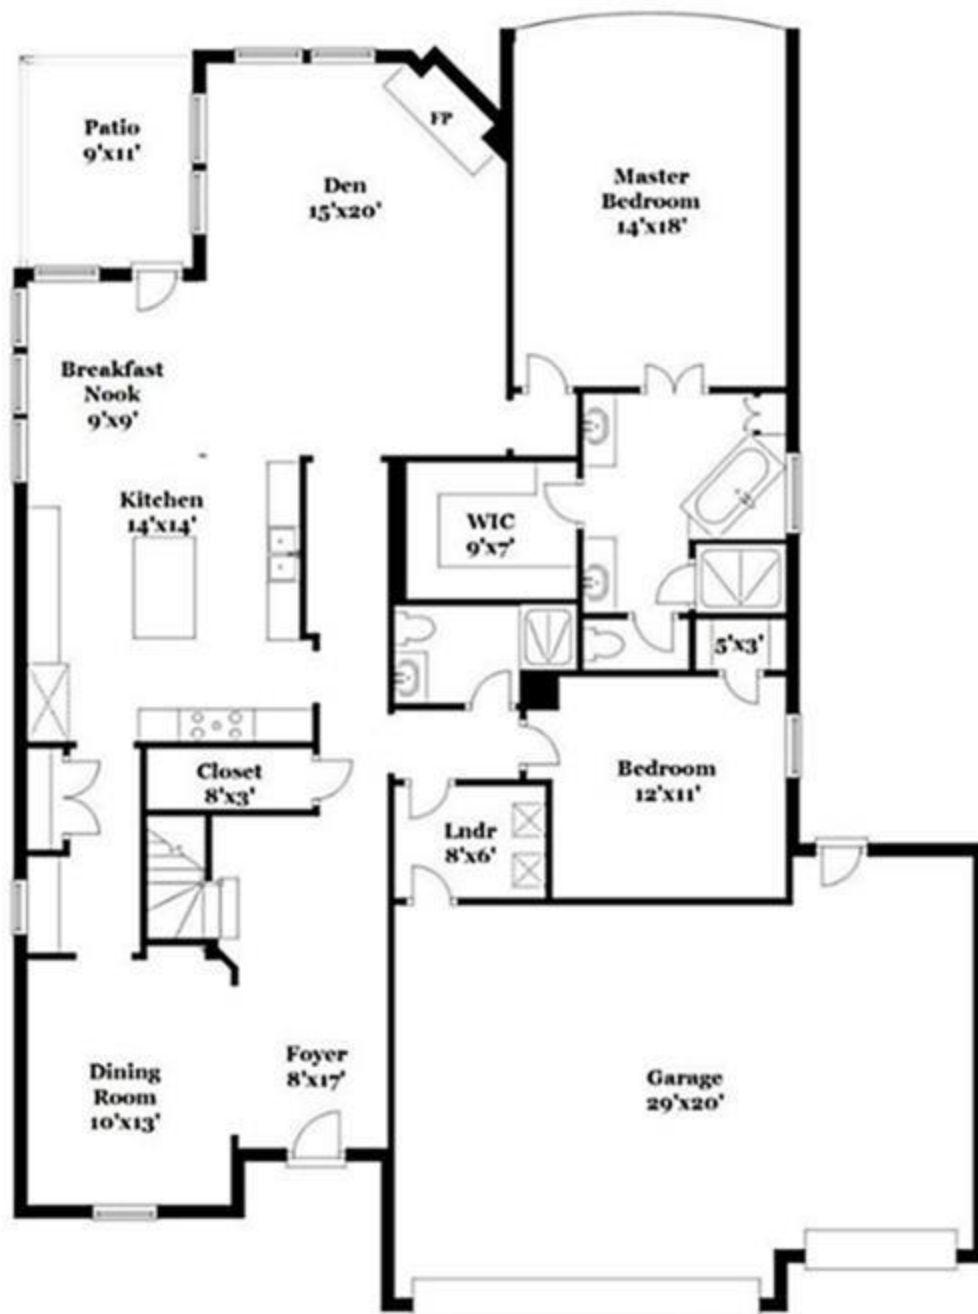 Patio
9'x11'
FP
Den
15'x20'
Master
Bedroom
14'x18'
Breakfast
Nook
9'x9'
Kitchen
14'x14'
WIC
9'x7'
5'x3'
Closet
8'x3'
Bedroom
12'x11'
Lndr
8'x6'
Foyer
8'x17'
Dining
Room
10'x13'
Garage
29'x20'